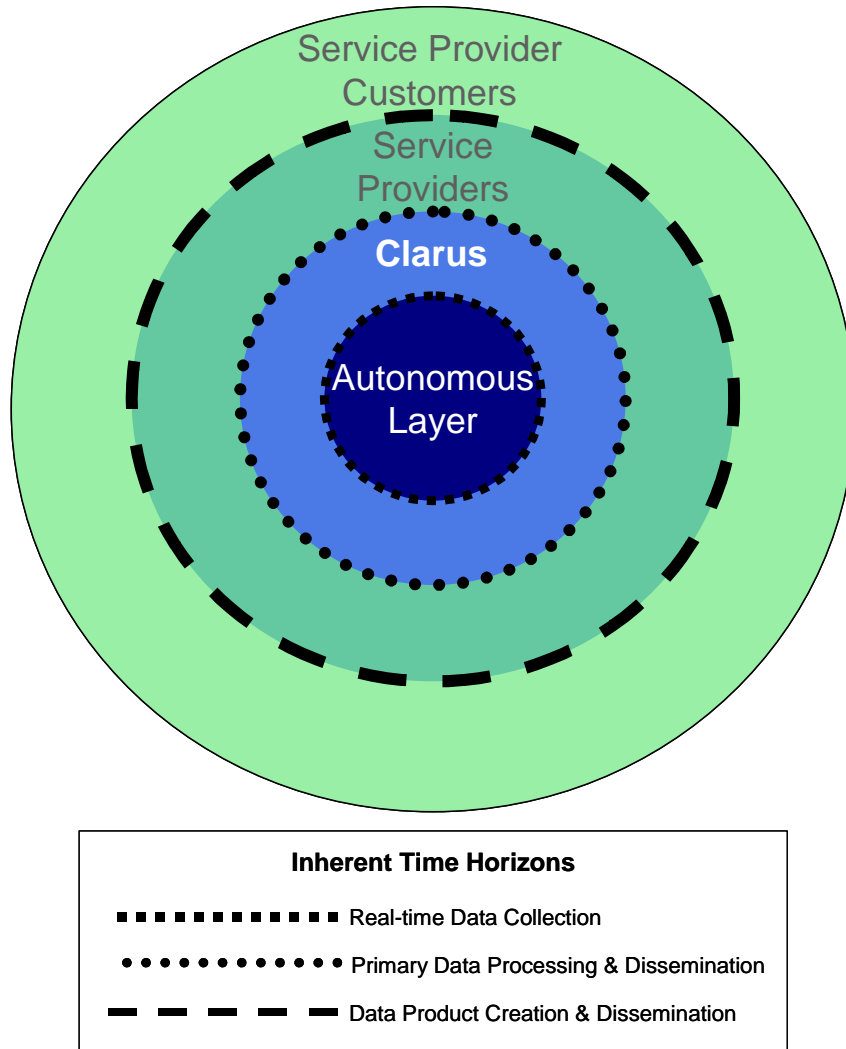 Service Provider
Customers
Service
Providers
Clarus
Autonomous
Layer
Inherent Time Horizons
Real-time Data Collection
Primary Data Processing & Dissemination
Data Product Creation & Dissemination